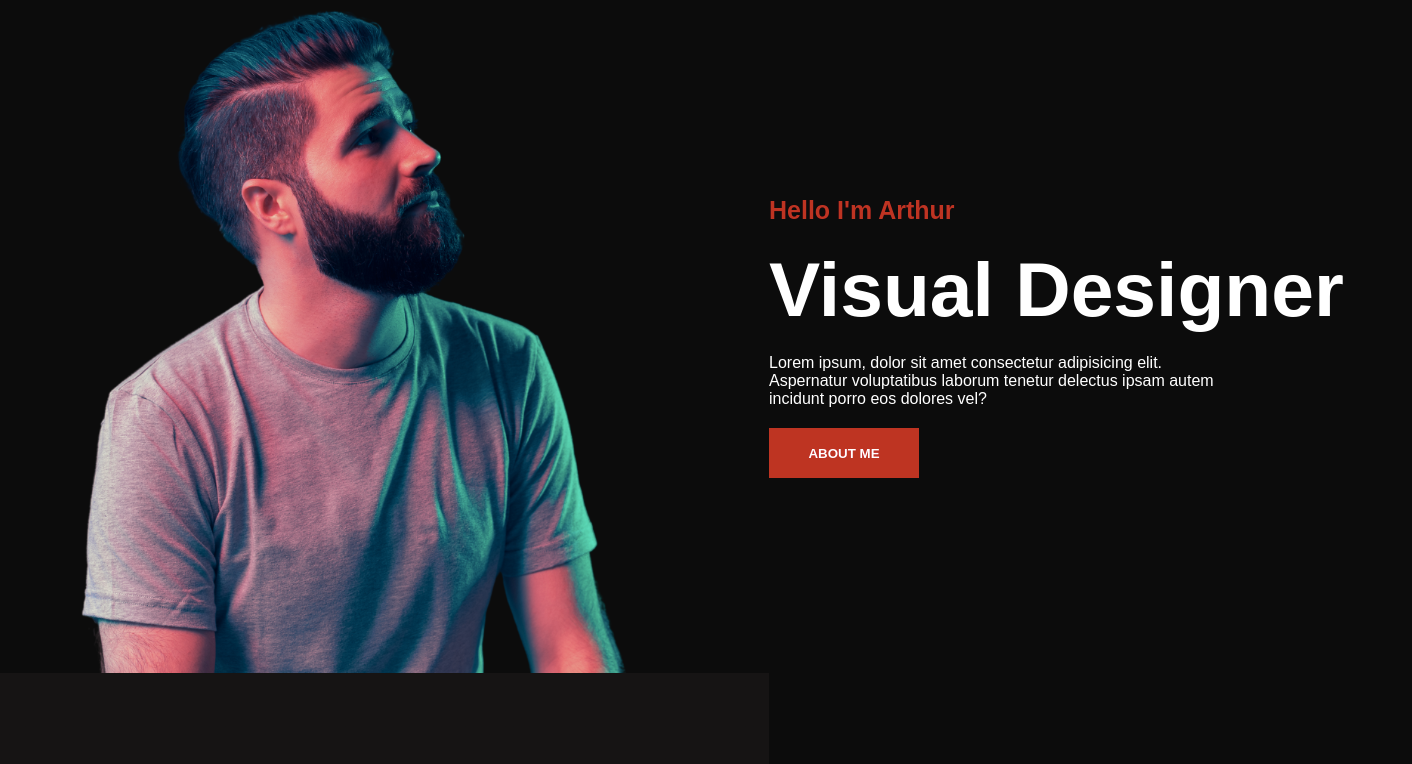 Hello I'm Arthur
Visual Designer
Lorem ipsum, dolor sit amet consectetur adipisicing elit.
Aspernatur voluptatibus laborum tenetur delectus ipsam autem
incidunt porro eos dolores vel?
ABOUT ME